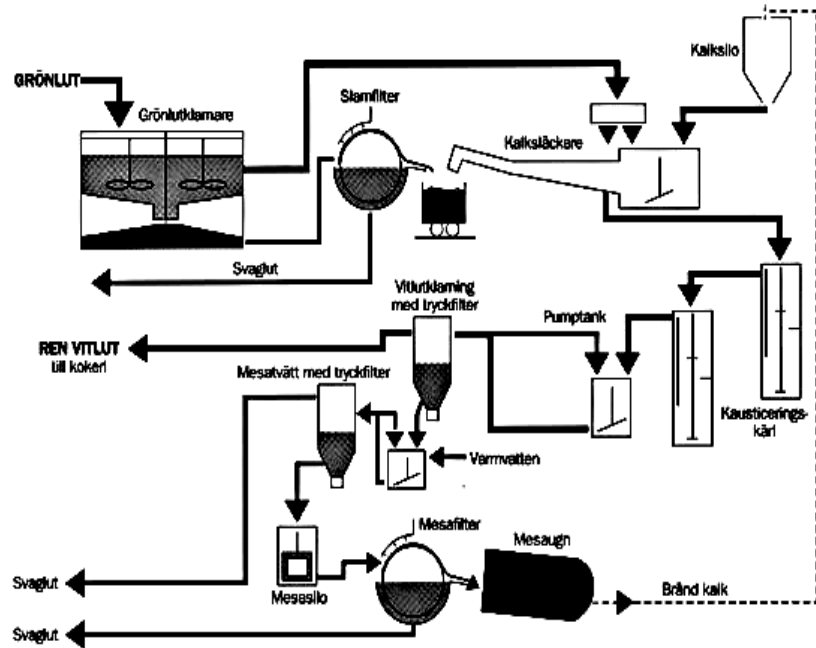 Kalksilo
GRÖNLUT
Grönlutklarnare
Slamfilter
Kalksläckare
Svaglut
Vitlutklarning
med tryckfilter
Pumptank
REN VITLUT
till kokeri
Mesatvätt med tryckfilter
Kausticerings-
kärl
Varmvatten
Mesafilter
Mesaugn
Svaglut
Mesasilo
Bränd kalk
Svaglut